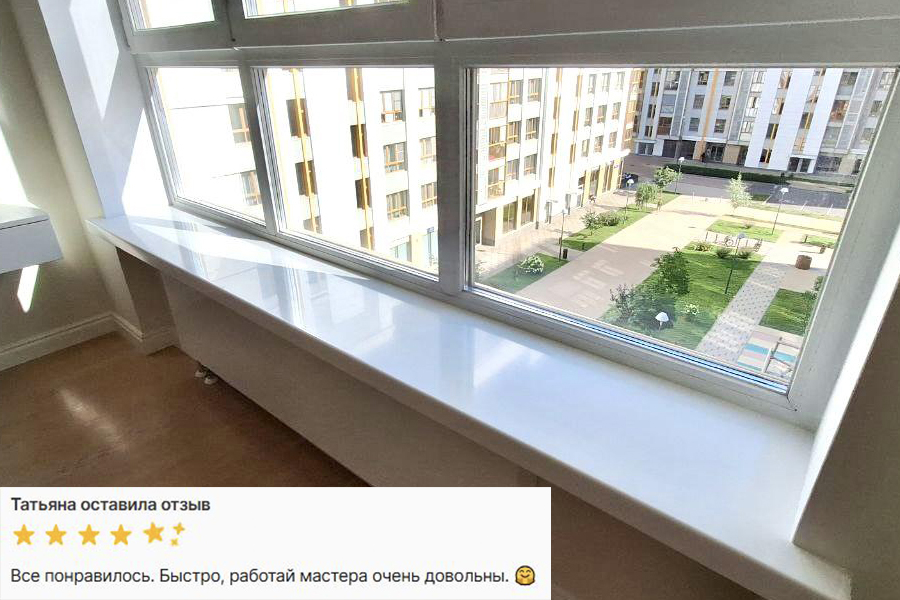 Татьяна оставила отзыв
Все понравилось. Быстро, работай мастера очень довольны. 🤗